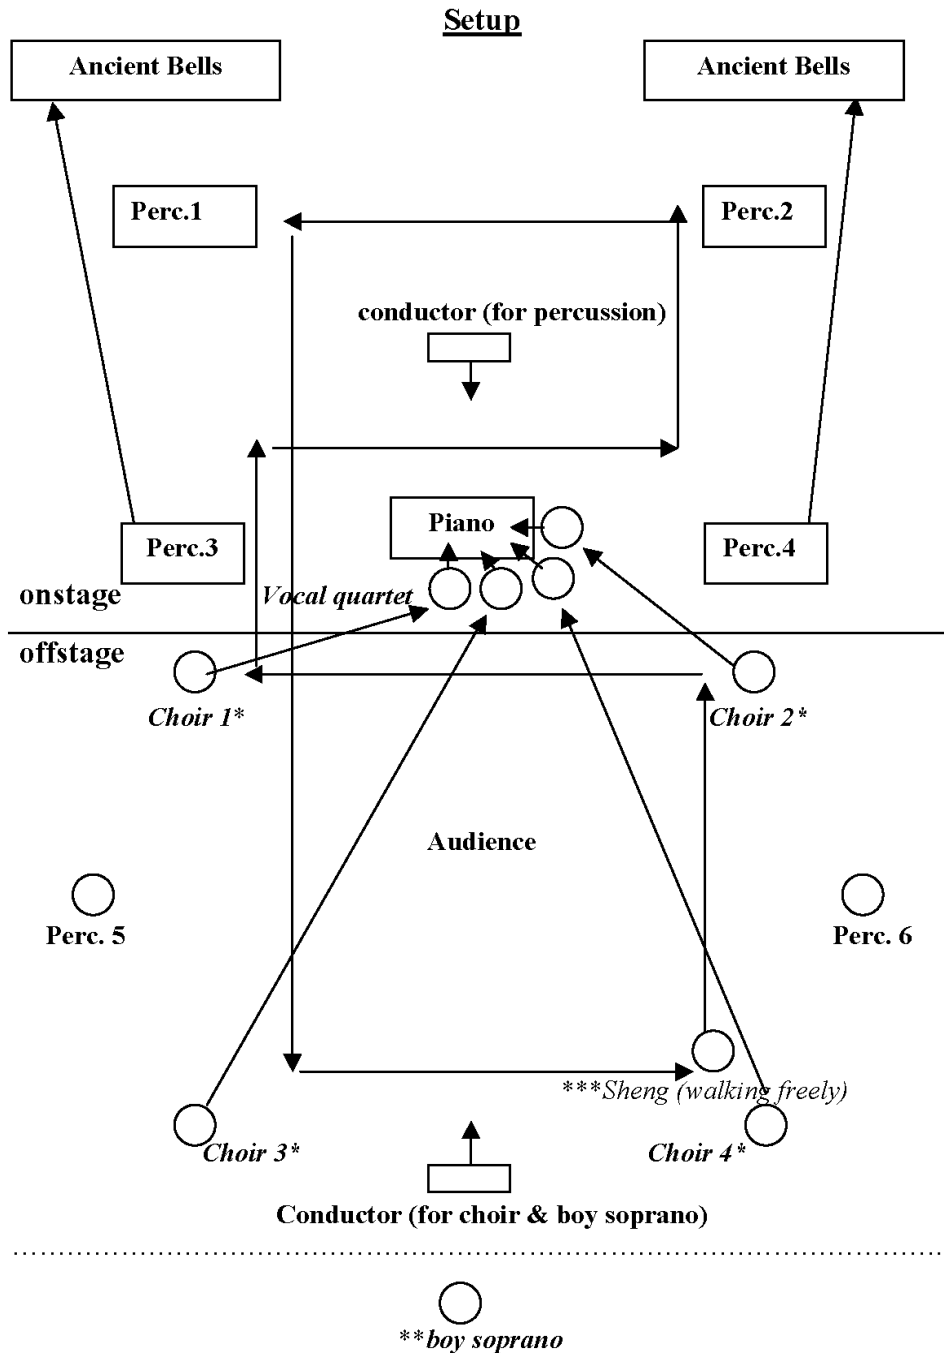 Setup
Ancient Bells
Ancient Bells
Perc.1
Perc.2
conductor (for percussion)
Piano
Perc.3
Perc.4
onstage
Vocal quartet
offstage
Choir 1*
Choir 2*
Audience
Perc. 5
Perc. 6
***Sheng (walking freely)
Choir 3*
Choir 4*
Conductor (for choir & boy soprano)
**boy soprano